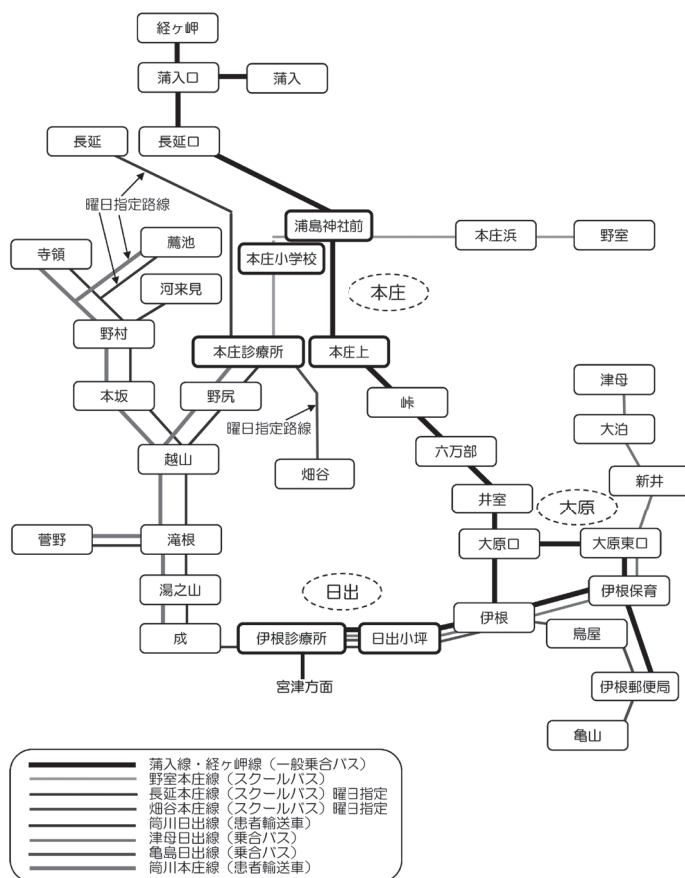 経ヶ岬
蒲入口
蒲入
長延
長延口
曜日指定路線
浦島神社前
本庄浜
野室
寺領
薦池
本庄小学校
河来見
本庄
野村
本庄診療所
本庄上
本坂
野尻
峠
津母
曜日指定路線
大泊
越山
畑谷
六万部
新井
井室
大原
菅野
滝根
大原口
大原東口
湯之山
日出
伊根保育
伊根
成
伊根診療所
日出小坪
鳥屋
宮津方面
伊根郵便局
亀山
蒲入線・経ヶ岬線（一般乗合バス）
野室本庄線（スクールバス）
長延本庄線（スクールバス）曜日指定
畑谷本庄線（スクールバス）曜日指定
筒川日出線（患者輸送車）
津母日出線（乗合バス）
亀島日出線（乗合バス）
筒川本庄線（患者輸送車）